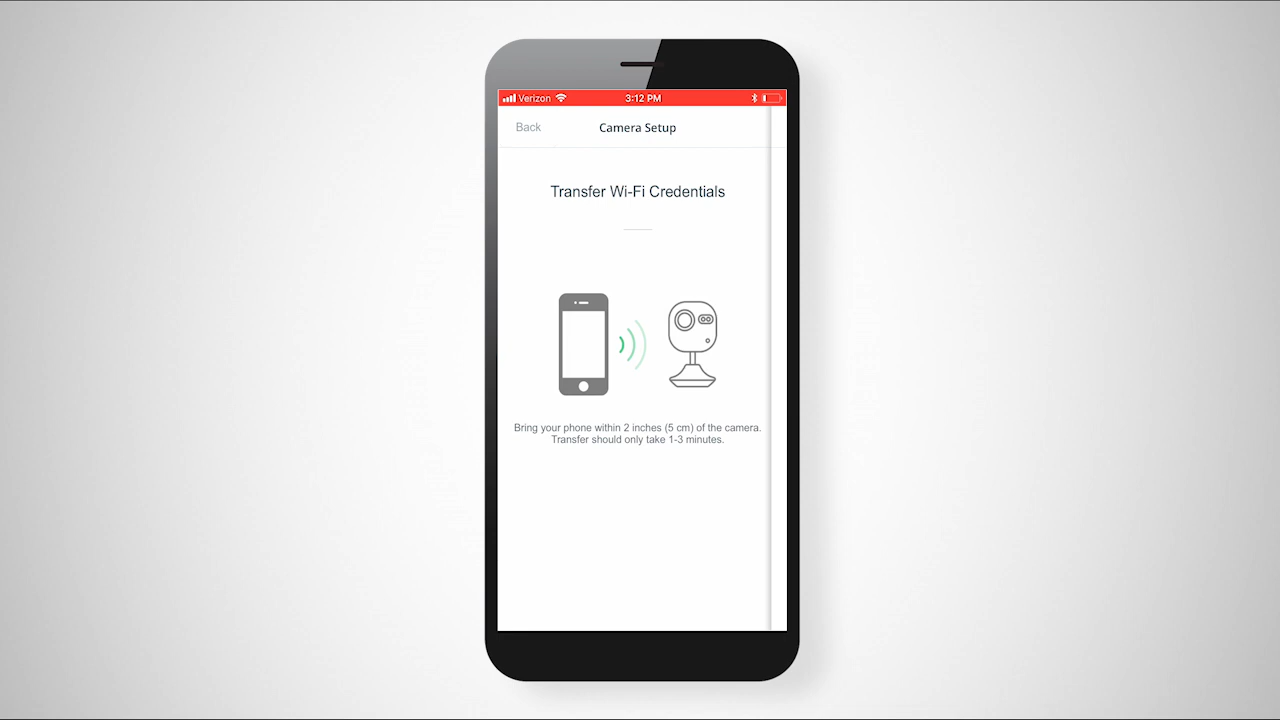 Verizon 3:12 PM
Back Camera Setup
Transfer Wi-Fi Credentials
Bring your phone within 2 inches (5 cm) of the camera.
Transfer should only take 1-3 minutes.